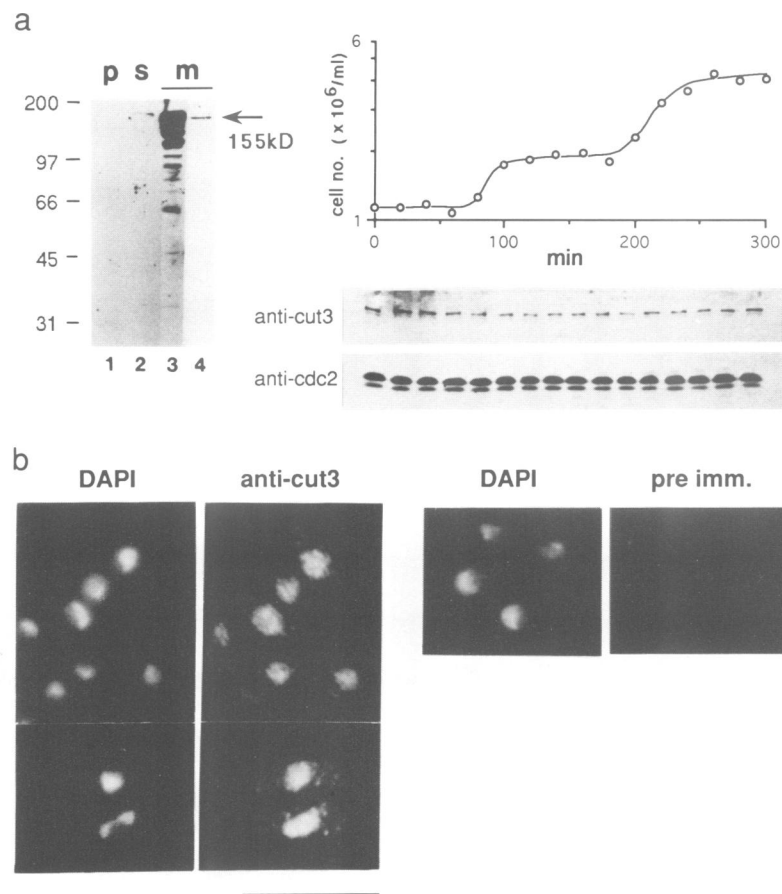 a
p s m
200
155kD
97
66
45
31
1 2 3 4
cell no. ( x 10⁶/ml)
6
1
0 100 200 300
min
anti-cut3
anti-cdc2
b
DAPI anti-cut3 DAPI pre imm.